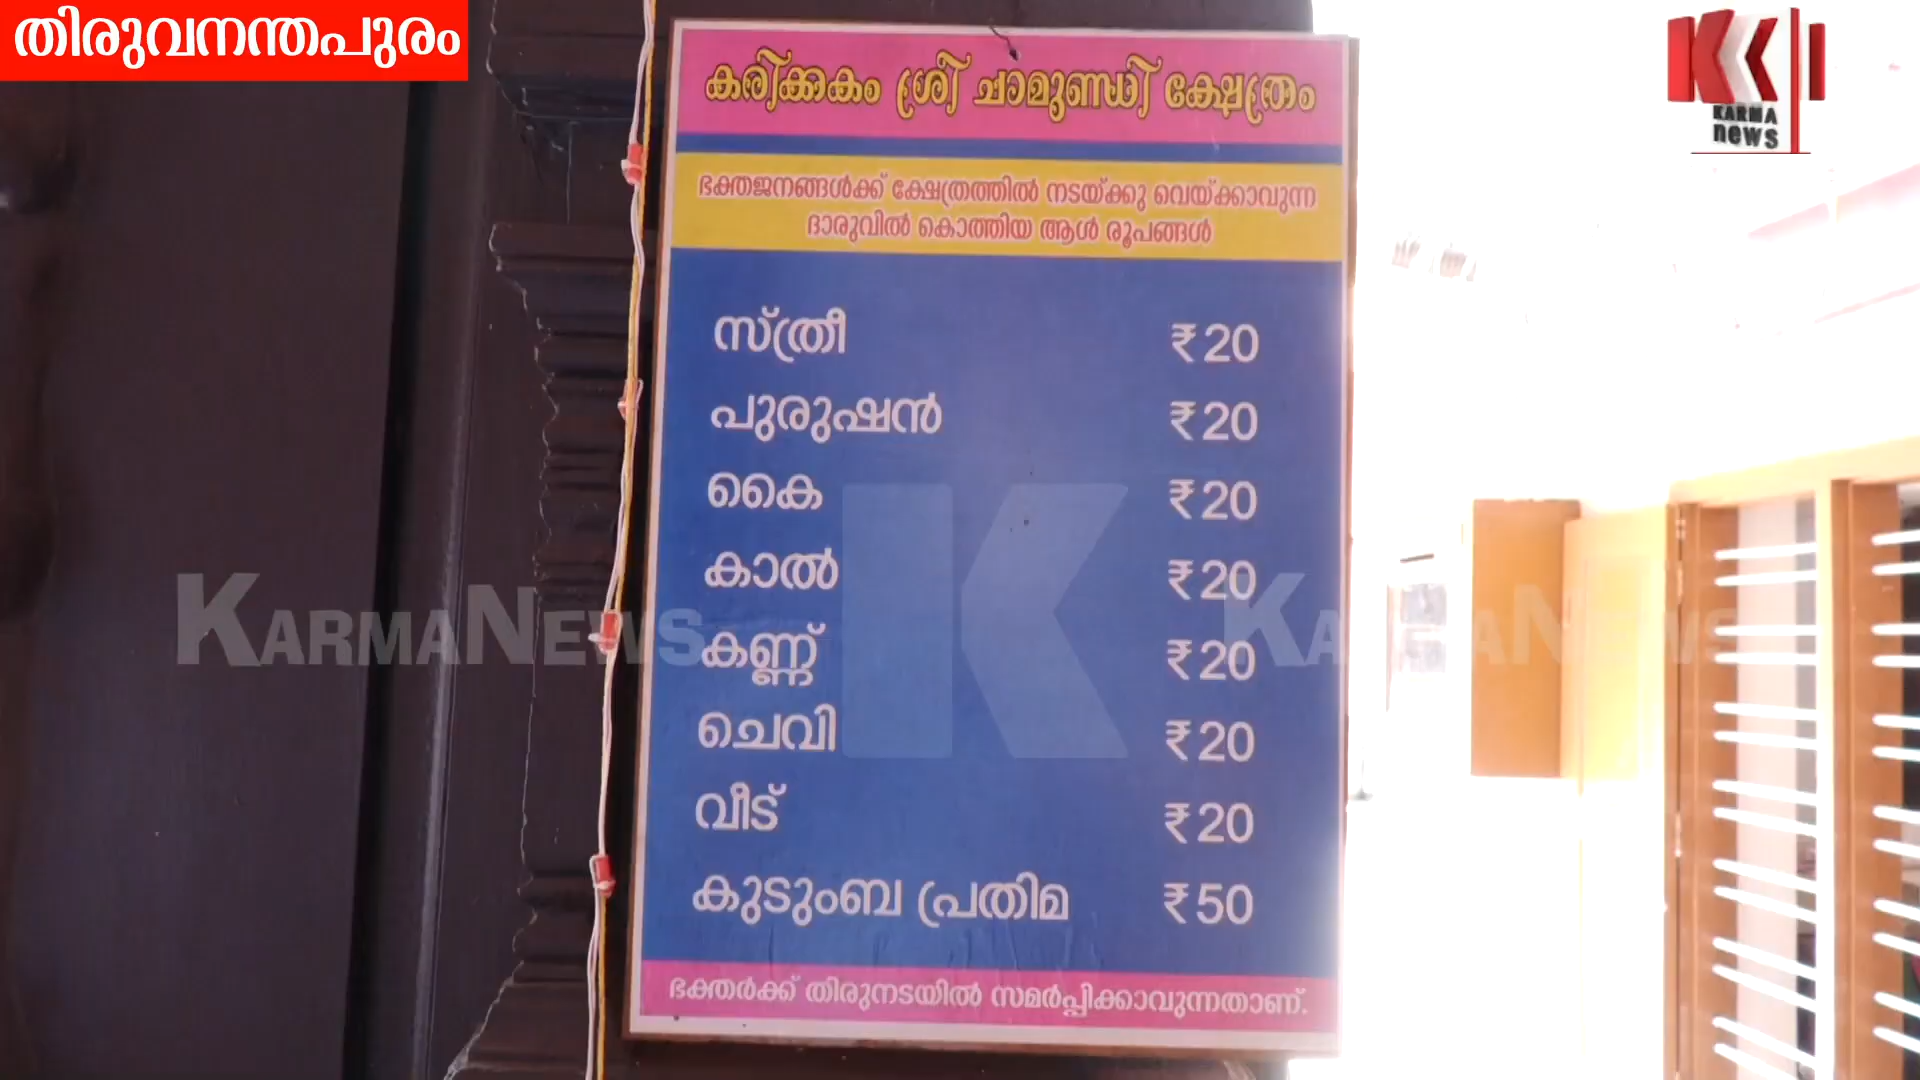 തിരുവനന്തപുരം
KARMA
news
കരിക്കകം ശ്രീ ചാമുണ്ഡി ക്ഷേത്രം
ഭക്തജനങ്ങൾക്ക് ക്ഷേത്രത്തിൽ നടയ്ക്കു വെയ്ക്കാവുന്ന
ദാരുവിൽ കൊത്തിയ ആൾ രൂപങ്ങൾ
സ്ത്രീ ₹20
പുരുഷൻ ₹20
കൈ ₹20
കാൽ ₹20
കണ്ണ് ₹20
ചെവി ₹20
വീട് ₹20
കുടുംബ പ്രതിമ ₹50
ഭക്തർക്ക് തിരുനടയിൽ സമർപ്പിക്കാവുന്നതാണ്.
KARMANEWS K KARMANEWS